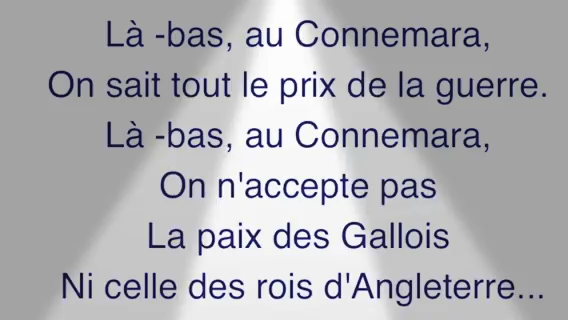 Là -bas, au Connemara,
On sait tout le prix de la guerre.
Là -bas, au Connemara,
On n'accepte pas
La paix des Gallois
Ni celle des rois d'Angleterre...